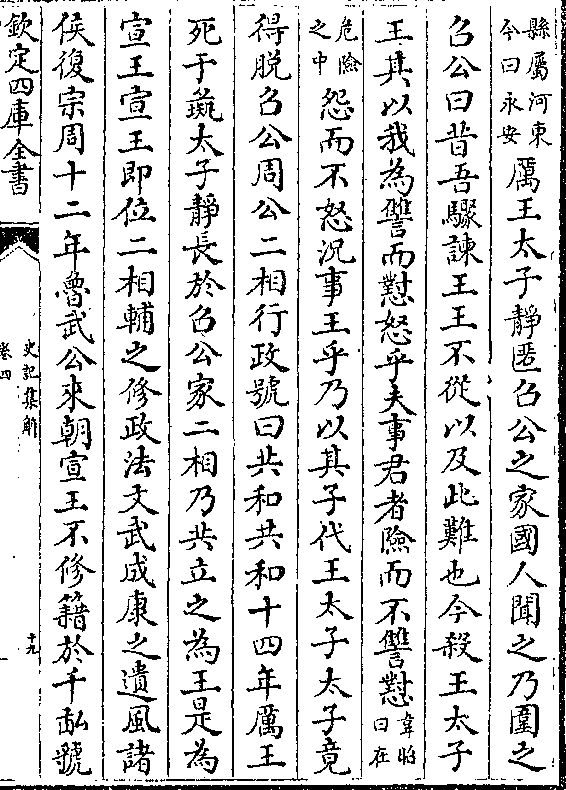 縣屬河東
今曰永安
厲王太子靜匿召公之家國人聞之乃圍之
召公曰昔吾驟諫王王不從以及此難也今殺王太子
王其以我為讐而懟怒乎夫事君者險而不讐懟
韋昭
曰在
危險
之中
怨而不怒況事王乎乃以其子代王太子太子竟
得脫召公周公二相行政號曰共和共和十四年厲王
死于彘太子靜長於召公家二相乃共立之為王是為
宣王宣王即位二相輔之修政法文武成康之遺風諸
侯復宗周十二年魯武公來朝宣王不修籍於千畝虢
欽定四庫全書
史記集解
卷四
十九